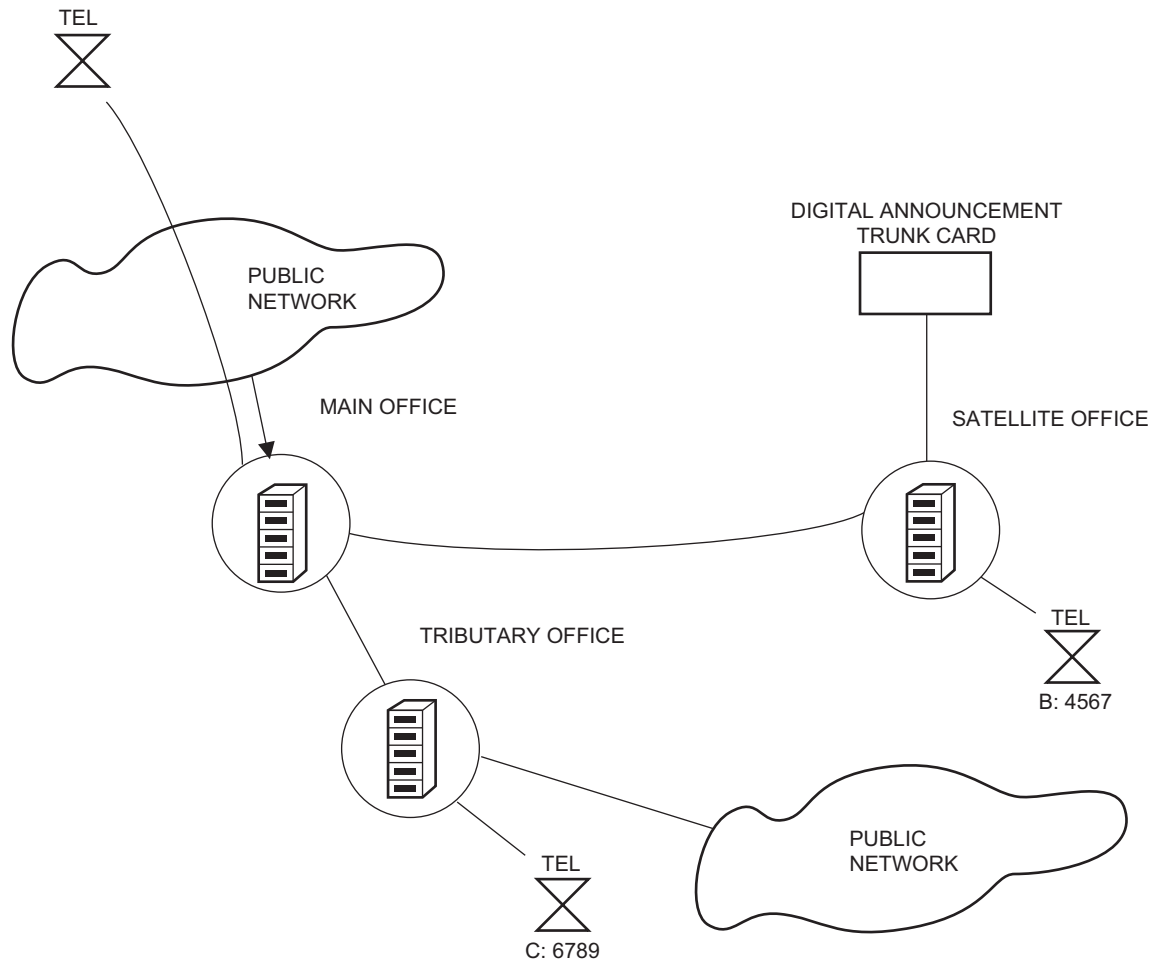 TEL
PUBLIC
NETWORK
DIGITAL ANNOUNCEMENT
TRUNK CARD
MAIN OFFICE
SATELLITE OFFICE
TRIBUTARY OFFICE
TEL
B: 4567
PUBLIC
NETWORK
TEL
C: 6789